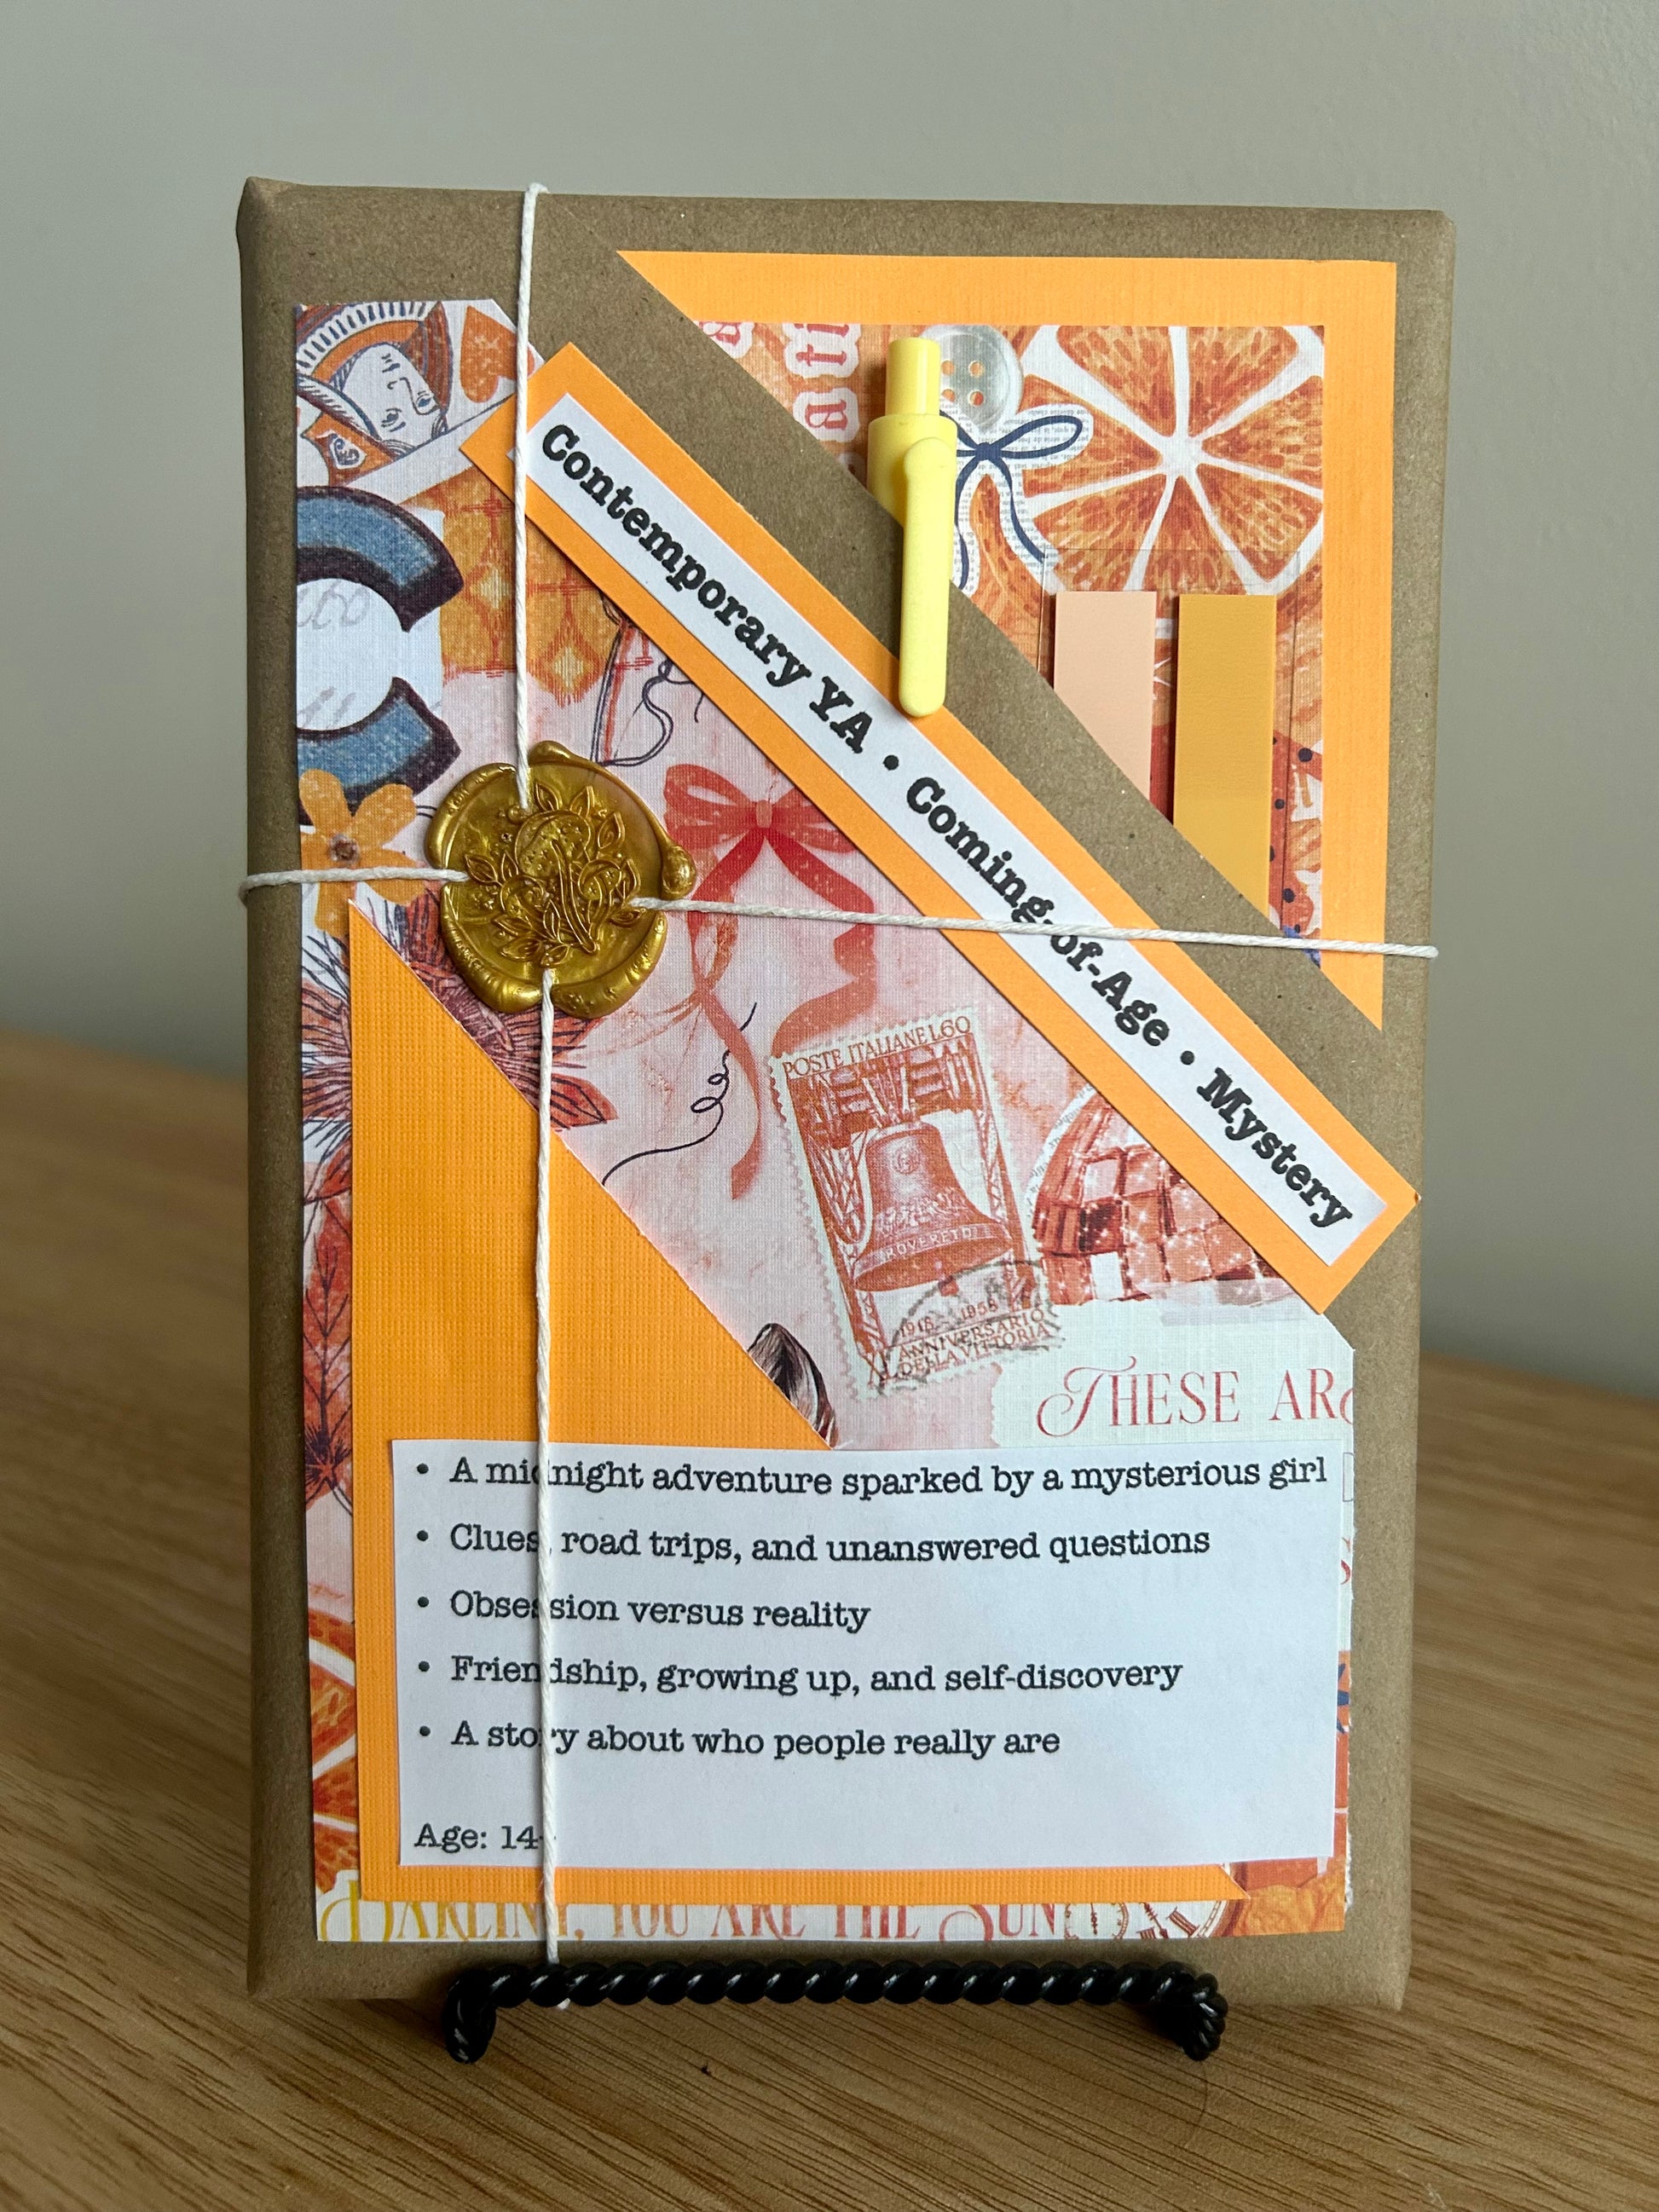 ati
Contemporary YA • Coming-of-Age • Mystery
POSTE ITALIANE L.60
ROVERETO
1918 1958
XL ANNIVERSARIO
DELLA VITTORIA
THESE AR
• A midnight adventure sparked by a mysterious girl
• Clues, road trips, and unanswered questions
• Obsession versus reality
• Friendship, growing up, and self-discovery
• A story about who people really are
Age: 14
DARLING, YOU ARE THE SUN